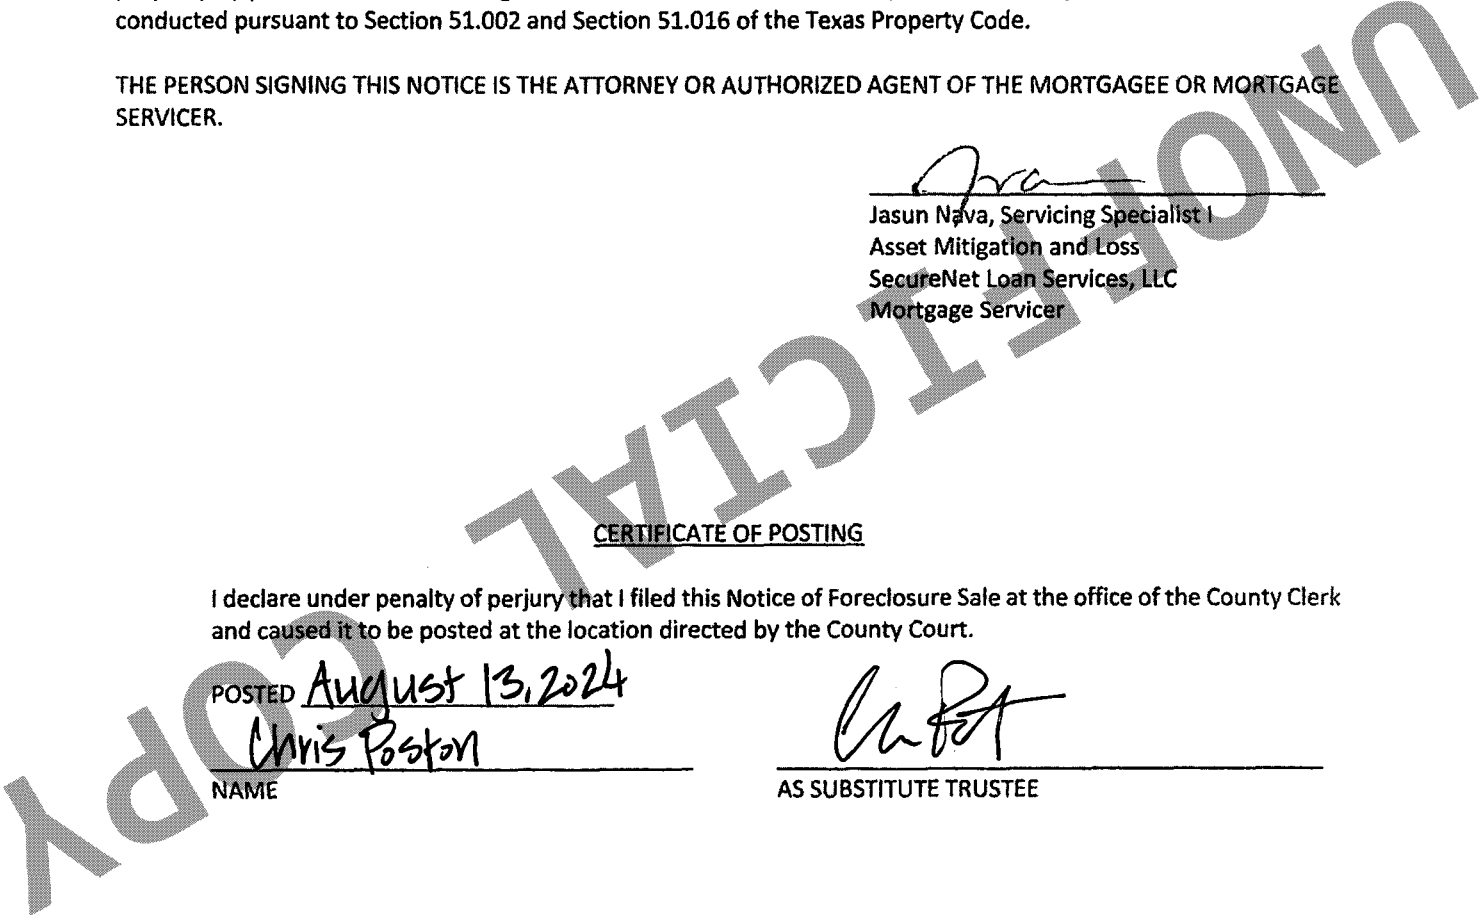 conducted pursuant to Section 51.002 and Section 51.016 of the Texas Property Code.
THE PERSON SIGNING THIS NOTICE IS THE ATTORNEY OR AUTHORIZED AGENT OF THE MORTGAGEE OR MORTGAGE
SERVICER.
Jasun Nava, Servicing Specialist I
Asset Mitigation and Loss
SecureNet Loan Services, LLC
Mortgage Servicer
CERTIFICATE OF POSTING
I declare under penalty of perjury that I filed this Notice of Foreclosure Sale at the office of the County Clerk
and caused it to be posted at the location directed by the County Court.
POSTED August 13, 2024
Chris Poston
NAME
AS SUBSTITUTE TRUSTEE
UNOFFICIAL COPY